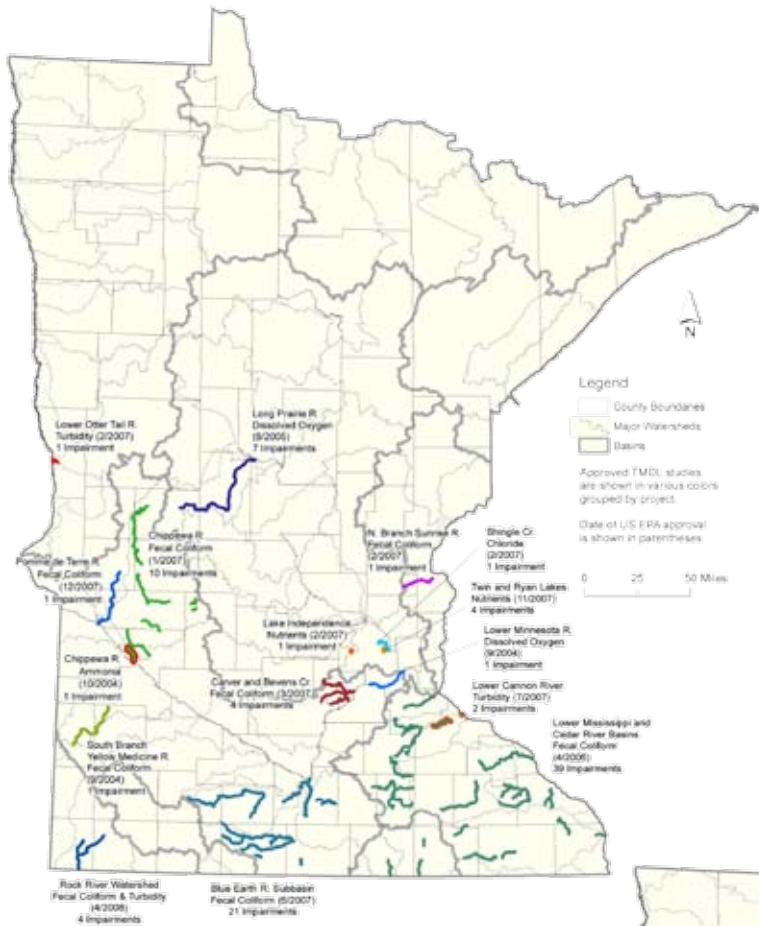 Lower Otter Tail R.
Turbidity (2/2007)
1 Impairment
Long Prairie R.
Dissolved Oxygen
(8/2005)
7 Impairments
N
Legend
County Boundaries
Major Watersheds
Basins
Approved TMDL studies
are shown in various colors
grouped by project.
Date of US EPA approval
is shown in parentheses.
0 25 50 Miles
Chippewa R.
Fecal Coliform
(1/2007)
10 Impairments
Pomme de Terre R.
Fecal Coliform
(12/2007)
1 Impairment
N. Branch Sunrise R.
Fecal Coliform
(2/2007)
1 Impairment
Shingle Cr.
Chloride
(2/2007)
1 Impairment
Twin and Ryan Lakes
Nutrients (11/2007)
4 Impairments
Lake Independence
Nutrients (2/2007)
1 Impairment
Lower Minnesota R.
Dissolved Oxygen
(9/2004)
1 Impairment
Chippewa R.
Ammonia
(10/2004)
1 Impairment
Carver and Bevens Cr.
Fecal Coliform (3/2007)
4 Impairments
Lower Cannon River
Turbidity (7/2007)
2 Impairments
Lower Mississippi and
Cedar River Basins
Fecal Coliform
(4/2006)
39 Impairments
South Branch
Yellow Medicine R.
Fecal Coliform
(9/2004)
1 Impairment
Rock River Watershed
Fecal Coliform & Turbidity
(4/2008)
4 Impairments
Blue Earth R. Subbasin
Fecal Coliform (5/2007)
21 Impairments